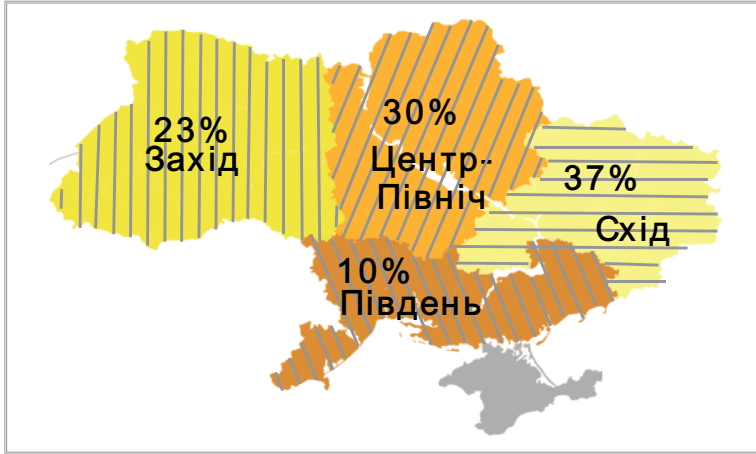 23%
Захід
30%
Центр-
Північ
37%
Схід
10%
Південь